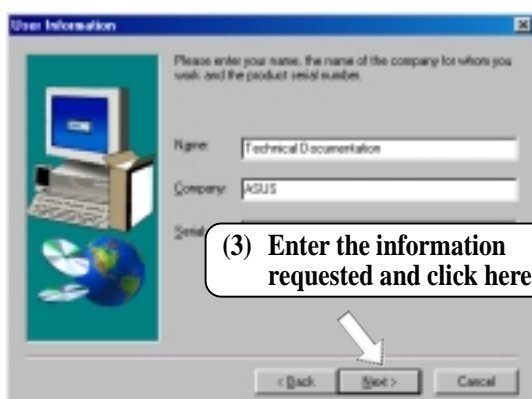 User Information
Please enter your name, the name of the company for whom you
work and the product serial number.
Name: Technical Documentation
Company: ASUS
Serial
(3) Enter the information
requested and click here
< Back Next > Cancel